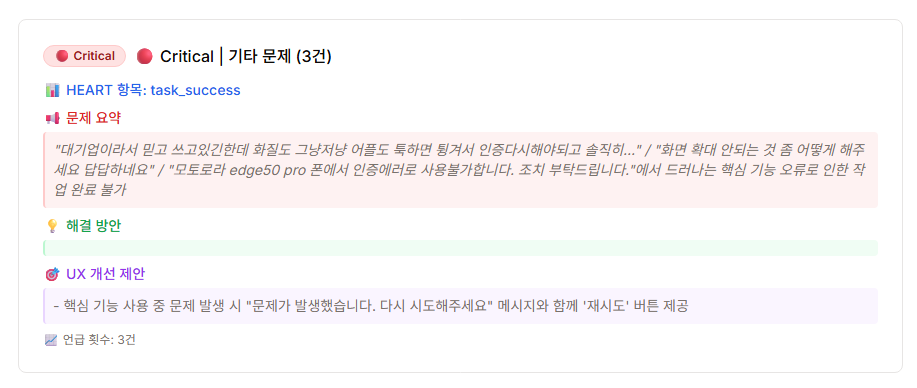 Critical Critical | 기타 문제 (3건)
HEART 항목: task_success
문제 요약
"대기업이라서 믿고 쓰고있긴한데 화질도 그냥저냥 어플도 툭하면 튕겨서 인증다시해야되고 솔직히..." / "화면 확대 안되는 것 좀 어떻게 해주
세요 답답하네요" / "모토로라 edge50 pro 폰에서 인증에러로 사용불가합니다. 조치 부탁드립니다."에서 드러나는 핵심 기능 오류로 인한 작
업 완료 불가
해결 방안
UX 개선 제안
- 핵심 기능 사용 중 문제 발생 시 "문제가 발생했습니다. 다시 시도해주세요" 메시지와 함께 '재시도' 버튼 제공
언급 횟수: 3건